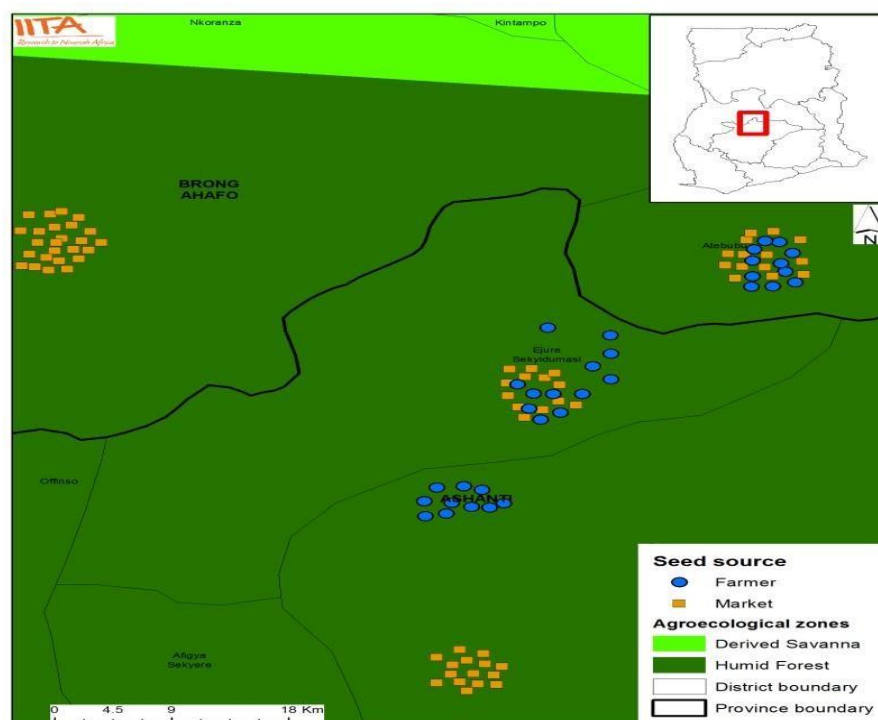 IITA
Research to Nourish Africa
Nkoranza
Kintampo
BRONG
AHAFO
N
Atebubu
Ejura
Sekyidumasi
Offinso
ASHANTI
Afigya
Sekyere
0 4.5 9 18 Km
Seed source
Farmer
Market
Agroecological zones
Derived Savanna
Humid Forest
District boundary
Province boundary